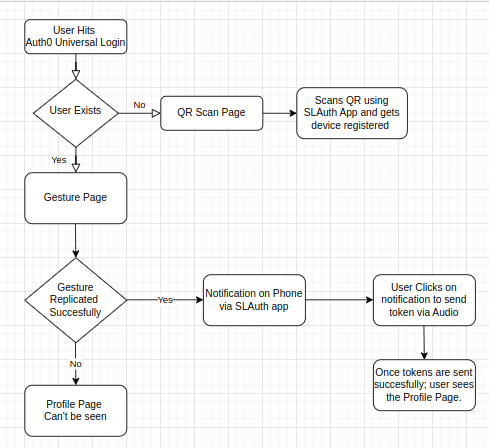 User Hits
Auth0 Universal Login
User Exists
No
QR Scan Page
Scans QR using
SLAuth App and gets
device registered
Yes
Gesture Page
Gesture
Replicated
Succesfully
Yes
Notification on Phone
via SLAuth app
User Clicks on
notification to send
token via Audio
No
Once tokens are sent
succesfully; user sees
the Profile Page.
Profile Page
Can't be seen